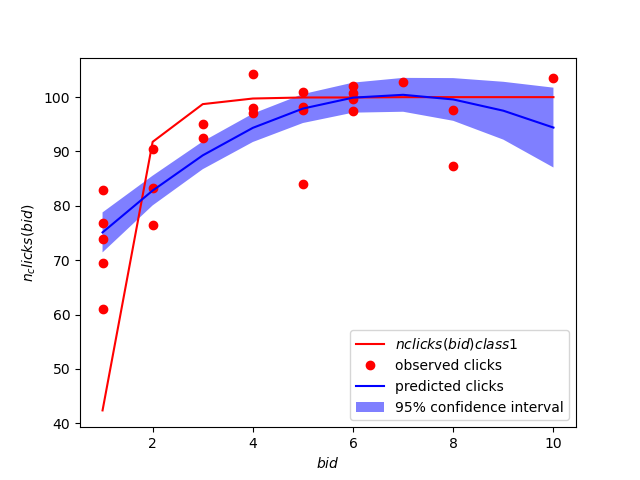 100
90
80
70
60
50
40
n_clicks(bid)
2
4
6
8
10
bid
nclicks(bid)class1
observed clicks
predicted clicks
95% confidence interval